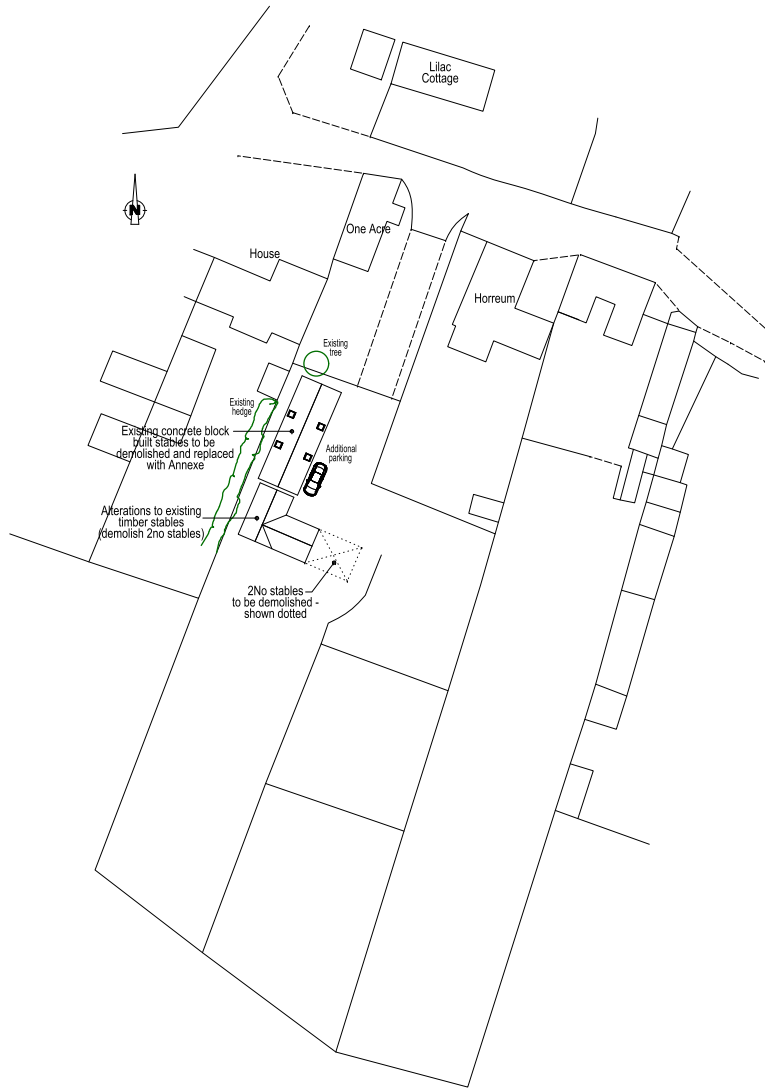 Lilac
Cottage
N
One Acre
House
Horreum
Existing
tree
Existing
hedge
Existing concrete block
built stables to be
demolished and replaced
with Annexe
Additional
parking
Alterations to existing
timber stables
(demolish 2no stables)
2No stables
to be demolished -
shown dotted